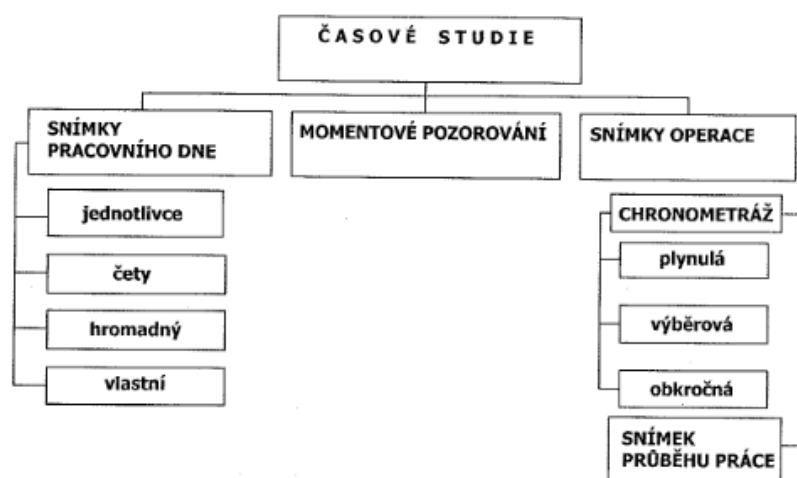 ČASOVÉ STUDIE
SNÍMKY
PRACOVNÍHO DNE
MOMENTOVÉ POZOROVÁNÍ
SNÍMKY OPERACE
jednotlivce
čety
hromadný
vlastní
CHRONOMETRÁŽ
plynulá
výběrová
obkročná
SNÍMEK
PRŮBĚHU PRÁCE